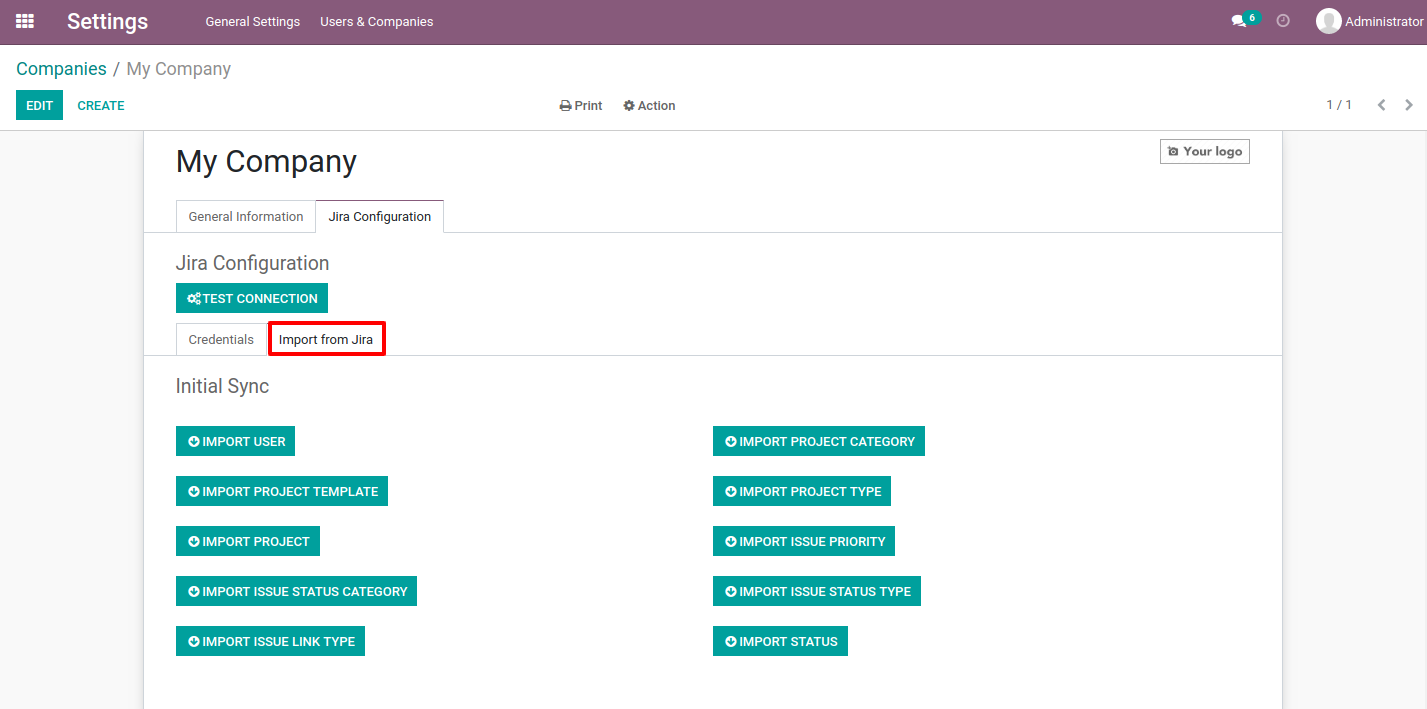 Settings General Settings Users & Companies 6 Administrator
Companies / My Company
EDIT CREATE Print Action 1 / 1
My Company Your logo
General Information Jira Configuration
Jira Configuration
TEST CONNECTION
Credentials Import from Jira
Initial Sync
IMPORT USER IMPORT PROJECT CATEGORY
IMPORT PROJECT TEMPLATE IMPORT PROJECT TYPE
IMPORT PROJECT IMPORT ISSUE PRIORITY
IMPORT ISSUE STATUS CATEGORY IMPORT ISSUE STATUS TYPE
IMPORT ISSUE LINK TYPE IMPORT STATUS